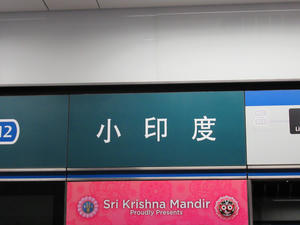 小印度
Sri Krishna Mandir
Proudly Presents